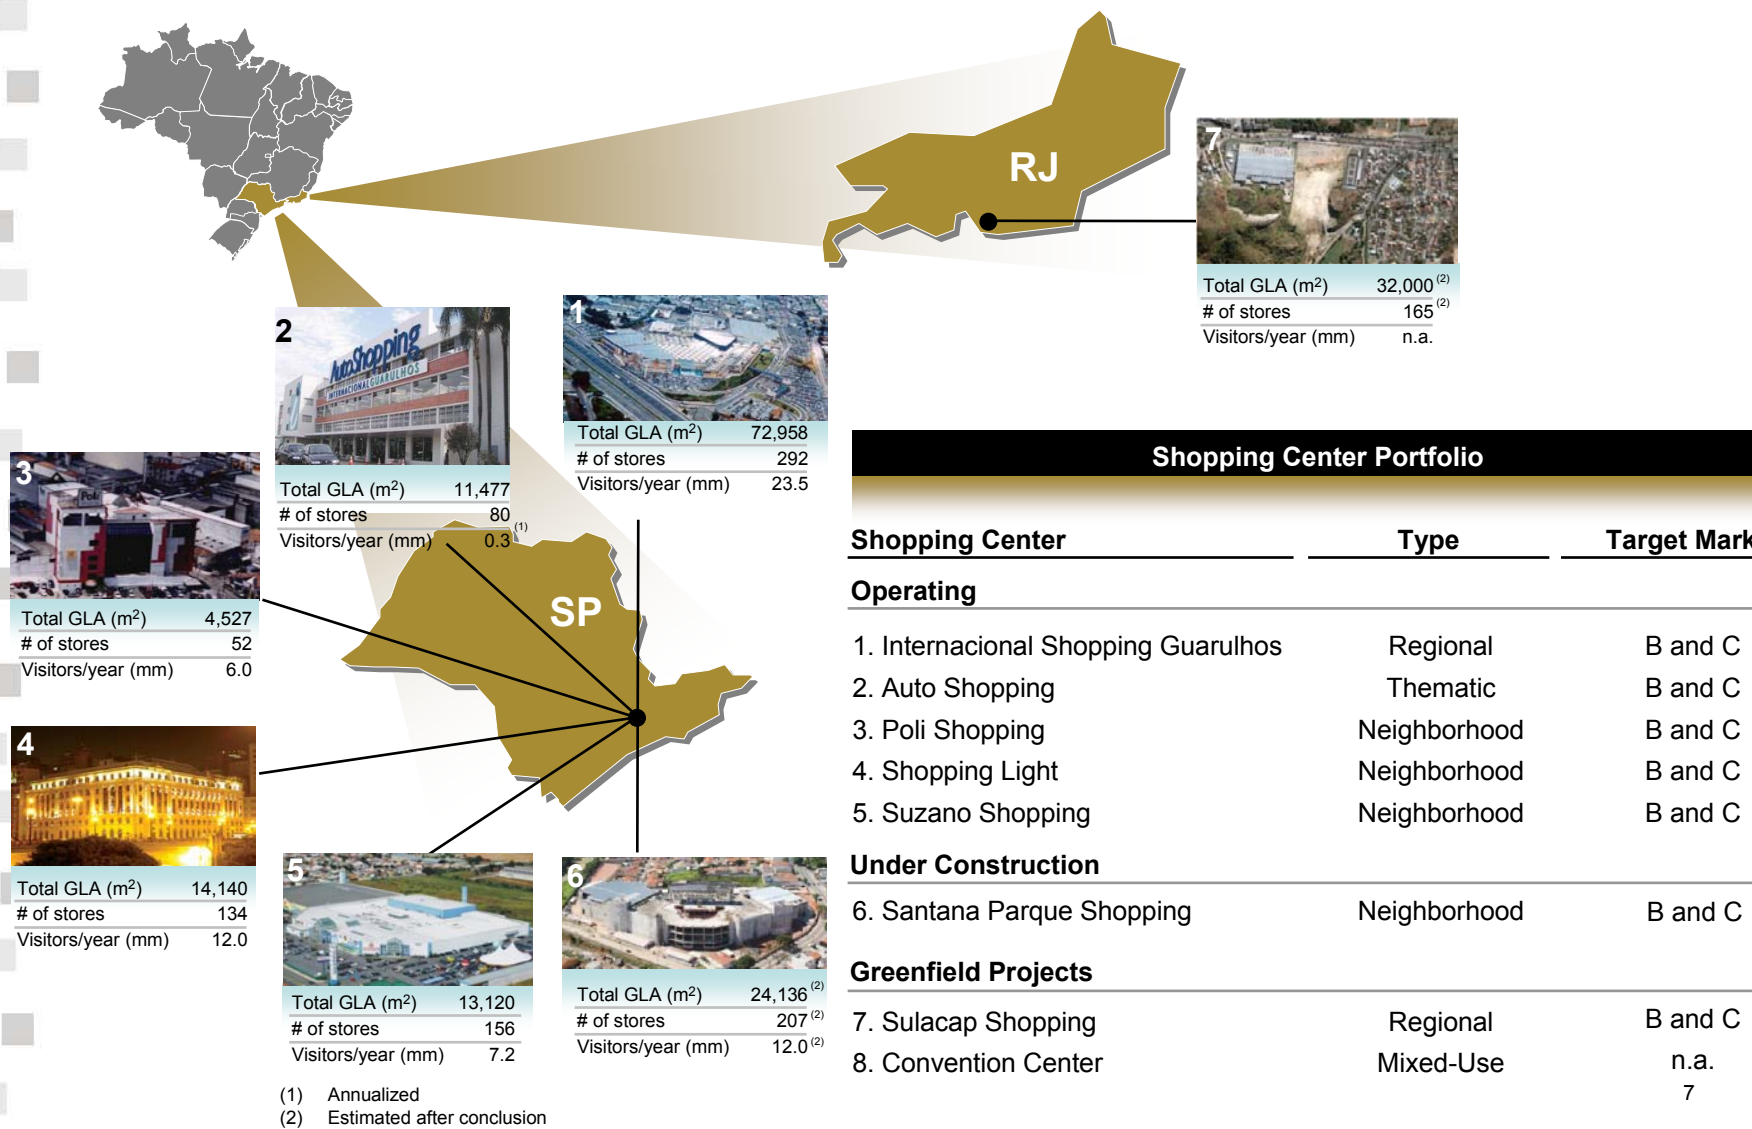 RJ
7
Total GLA (m²) 32,000 (2)
# of stores 165 (2)
Visitors/year (mm) n.a.
2
AutoShopping
INTERNACIONAL GUARULHOS
Total GLA (m²) 11,477
# of stores 80
Visitors/year (mm) 0.3 (1)
1
Total GLA (m²) 72,958
# of stores 292
Visitors/year (mm) 23.5
3
Poli
Total GLA (m²) 4,527
# of stores 52
Visitors/year (mm) 6.0
SP
4
Total GLA (m²) 14,140
# of stores 134
Visitors/year (mm) 12.0
5
Total GLA (m²) 13,120
# of stores 156
Visitors/year (mm) 7.2
6
Total GLA (m²) 24,136 (2)
# of stores 207 (2)
Visitors/year (mm) 12.0 (2)
(1) Annualized
(2) Estimated after conclusion
Shopping Center Portfolio
Shopping Center Type Target Mark
Operating
1. Internacional Shopping Guarulhos Regional B and C
2. Auto Shopping Thematic B and C
3. Poli Shopping Neighborhood B and C
4. Shopping Light Neighborhood B and C
5. Suzano Shopping Neighborhood B and C
Under Construction
6. Santana Parque Shopping Neighborhood B and C
Greenfield Projects
7. Sulacap Shopping Regional B and C
8. Convention Center Mixed-Use n.a.
7